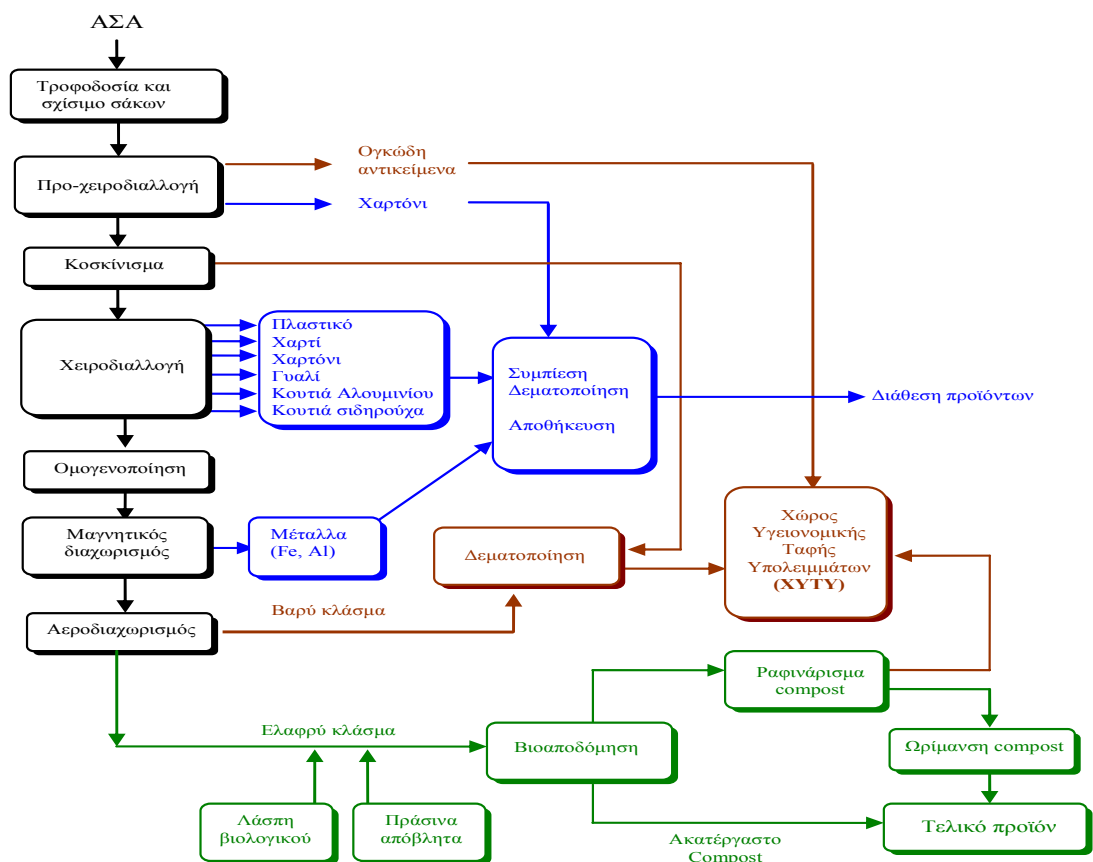 ΑΣΑ
Τροφοδοσία και
σχίσιμο σάκων
Προ-χειροδιαλλογή
Ογκώδη
αντικείμενα
Χαρτόνι
Κοσκίνισμα
Χειροδιαλλογή
Πλαστικό
Χαρτί
Χαρτόνι
Γυαλί
Κουτιά Αλουμινίου
Κουτιά σιδηρούχα
Συμπίεση
Δεματοποίηση
Αποθήκευση
Διάθεση προϊόντων
Ομογενοποίηση
Μαγνητικός
διαχωρισμός
Μέταλλα
(Fe, Al)
Δεματοποίηση
Χώρος
Υγειονομικής
Ταφής
Υπολειμμάτων
(ΧΥΤΥ)
Αεροδιαχωρισμός
Βαρύ κλάσμα
Ραφινάρισμα
compost
Ελαφρύ κλάσμα
Βιοαποδόμηση
Ωρίμανση compost
Λάσπη
βιολογικού
Πράσινα
απόβλητα
Ακατέργαστο
Compost
Τελικό προϊόν